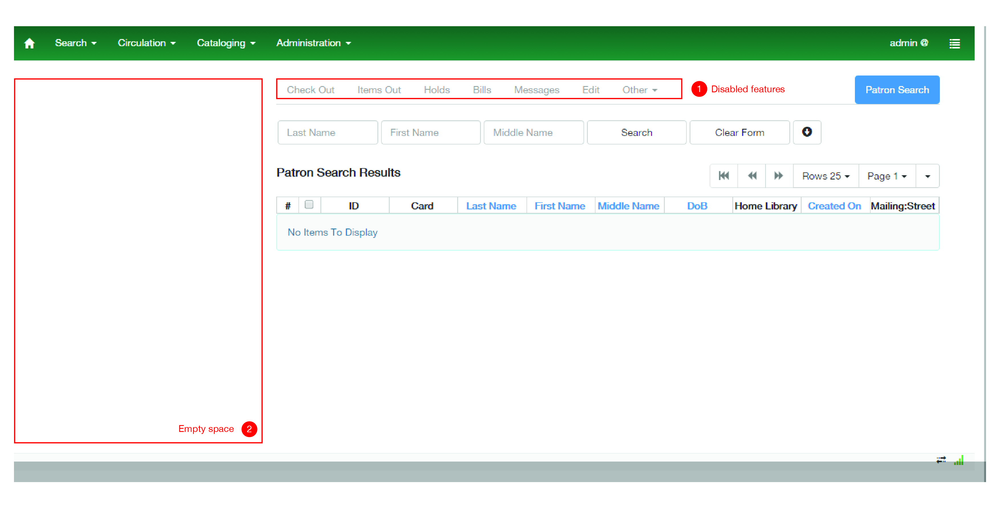 Search Circulation Cataloging Administration admin @
Check Out Items Out Holds Bills Messages Edit Other 1 Disabled features Patron Search
Last Name First Name Middle Name Search Clear Form
Patron Search Results Rows 25 Page 1
# ID Card Last Name First Name Middle Name DoB Home Library Created On Mailing:Street
No Items To Display
Empty space 2